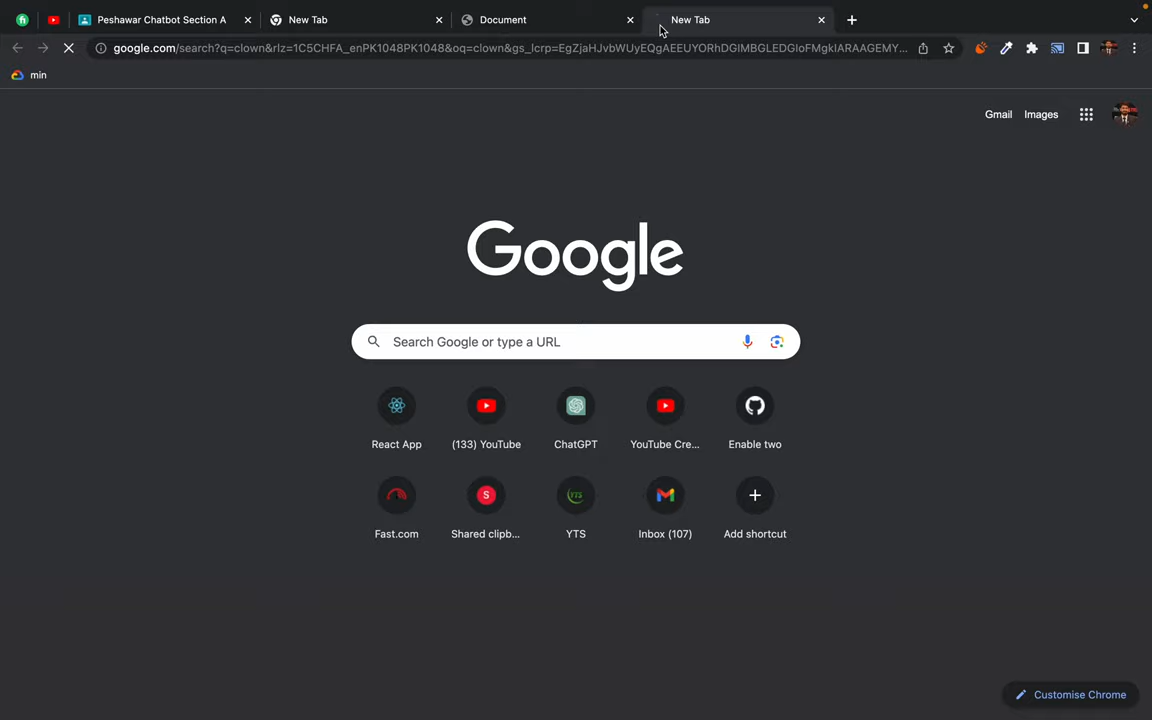 Peshawar Chatbot Section A
New Tab
Document
New Tab
google.com/search?q=clown&rlz=1C5CHFA_enPK1048PK1048&oq=clown&gs_lcrp=EgZjaHJvbWUyEQgAEEUYORhDGIMBGLEDGIoFMgkIARAAGEMY...
min
Gmail Images
Google
Search Google or type a URL
React App
(133) YouTube
ChatGPT
YouTube Cre...
Enable two
S
YTS
Fast.com
Shared clipb...
YTS
Inbox (107)
Add shortcut
Customise Chrome